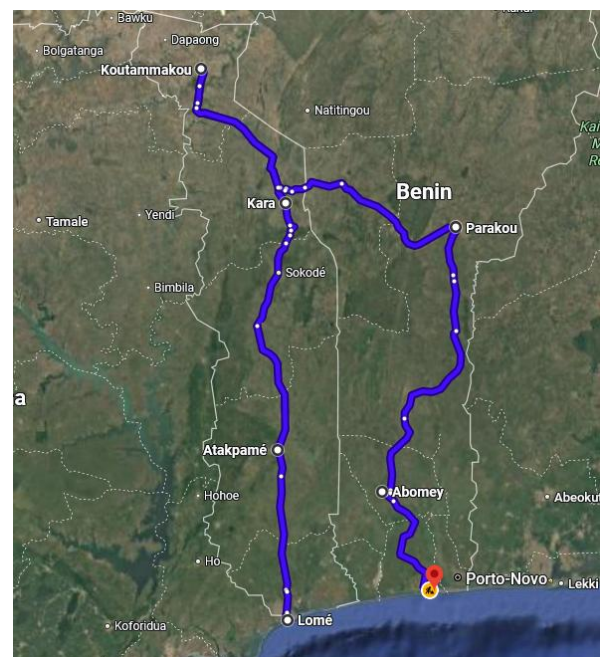 Bawku
Dapaong
Bolgatanga
Koutammakou
Natitingou
Kara
Benin
Tamale
Yendi
Parakou
Sokodé
Bimbila
a
Atakpamé
Abomey
Hohoe
Abeokut
Ho
Porto-Novo
Lekki
Koforidua
Lomé